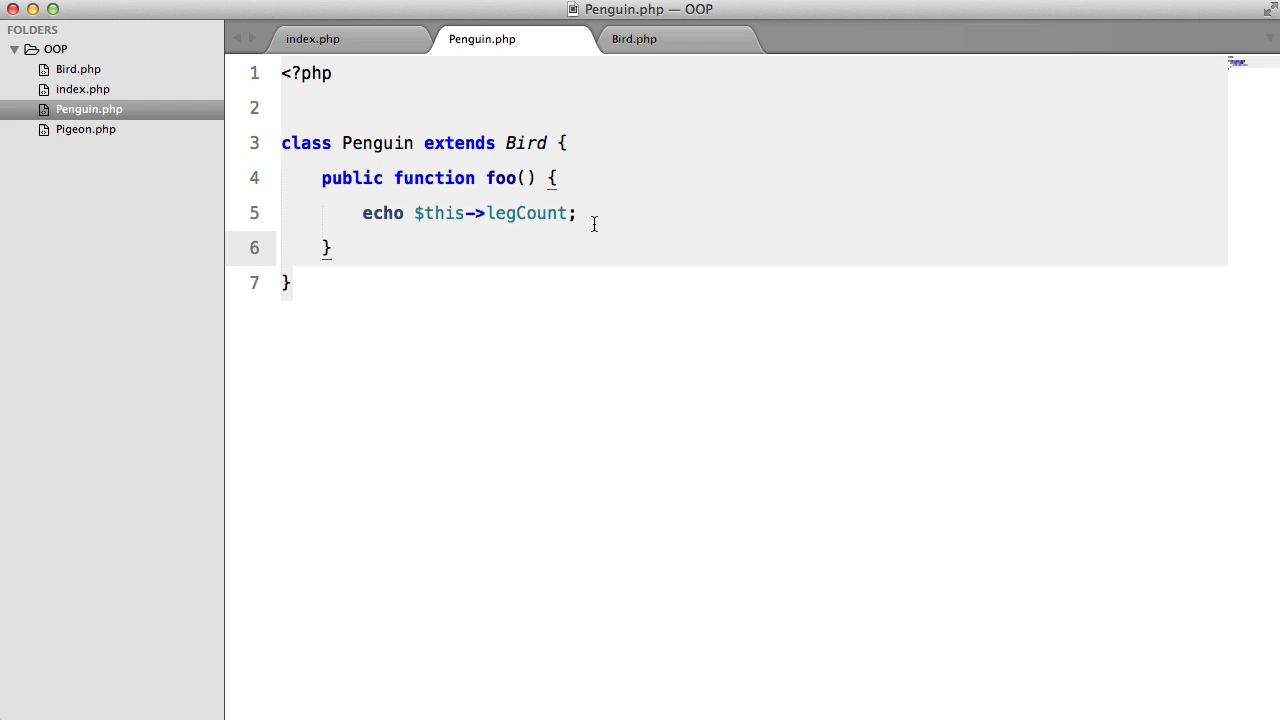 Penguin.php — OOP
FOLDERS
OOP
Bird.php
index.php
Penguin.php
Pigeon.php
index.php
Penguin.php
Bird.php
1 <?php
2
3 class Penguin extends Bird {
4     public function foo() {
5         echo $this->legCount;
6     }
7 }